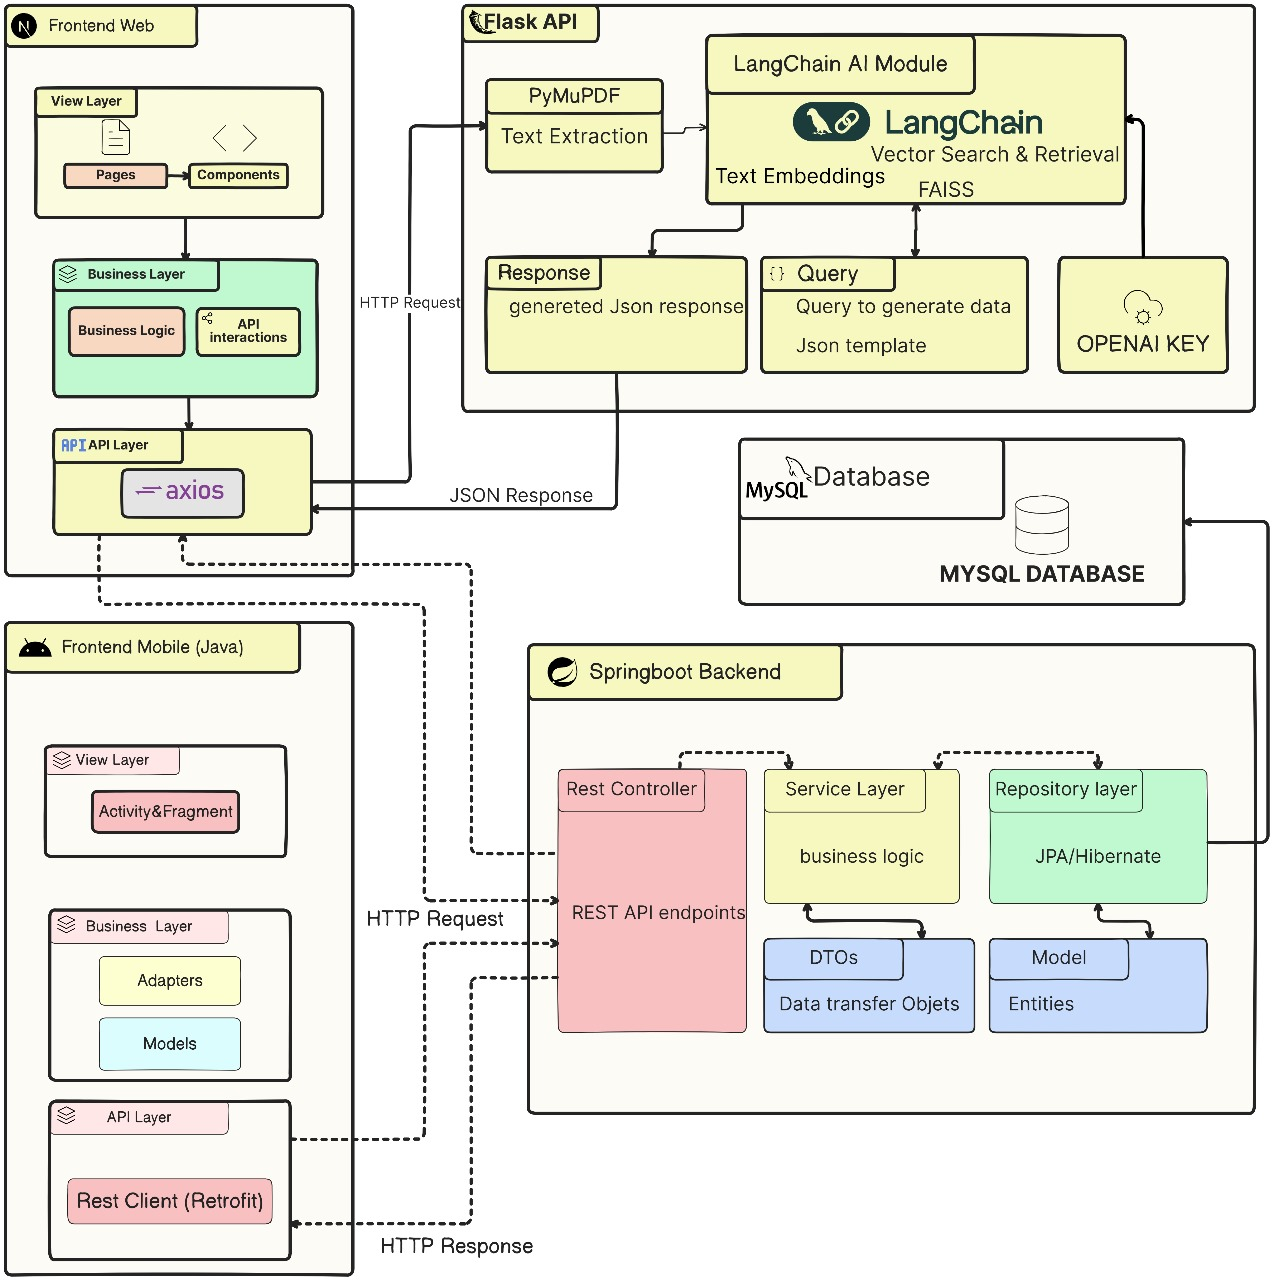 N Frontend Web
View Layer
Pages
Components
Business Layer
Business Logic
API
interactions
API API Layer
axios
HTTP Request
JSON Response
Flask API
PyMuPDF
Text Extraction
LangChain AI Module
LangChain
Vector Search & Retrieval
Text Embeddings
FAISS
Response
genereted Json response
{ } Query
Query to generate data
Json template
OPENAI KEY
MySQL Database
MYSQL DATABASE
Frontend Mobile (Java)
View Layer
Activity&Fragment
Business Layer
Adapters
Models
API Layer
Rest Client (Retrofit)
HTTP Request
HTTP Response
Springboot Backend
Rest Controller
REST API endpoints
Service Layer
business logic
Repository layer
JPA/Hibernate
DTOs
Data transfer Objets
Model
Entities